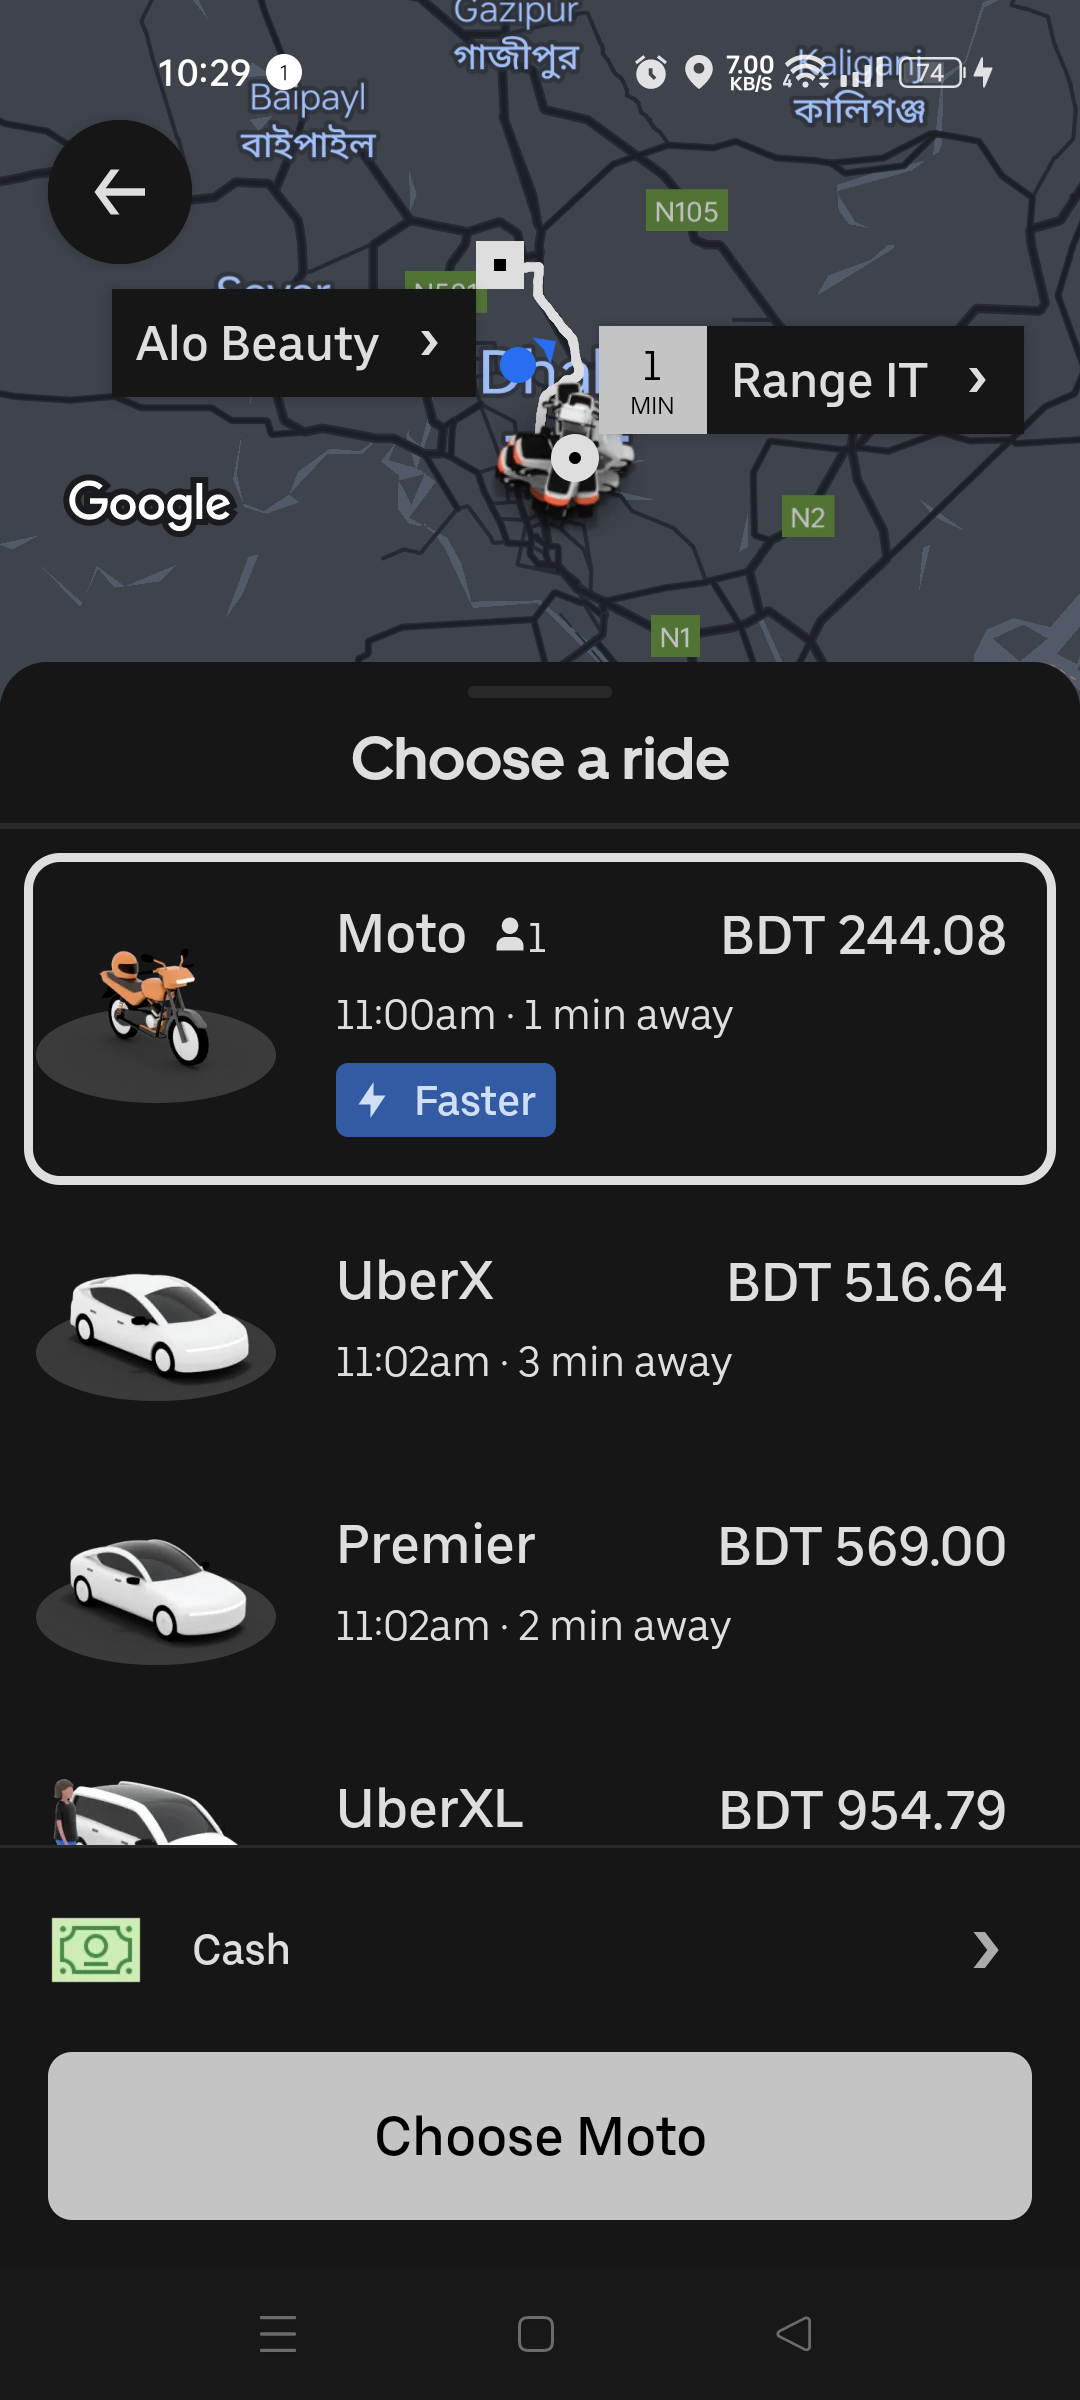 Gazipur
গাজীপুর
10:29 1
7.00
KB/S
4
74
Kaliganj
কালিগঞ্জ
Baipayl
বাইপাইল
N105
Alo Beauty
1
MIN
Range IT
Google
N2
N1
Choose a ride
Moto 1 BDT 244.08
11:00am · 1 min away
Faster
UberX BDT 516.64
11:02am · 3 min away
Premier BDT 569.00
11:02am · 2 min away
UberXL BDT 954.79
Cash
Choose Moto